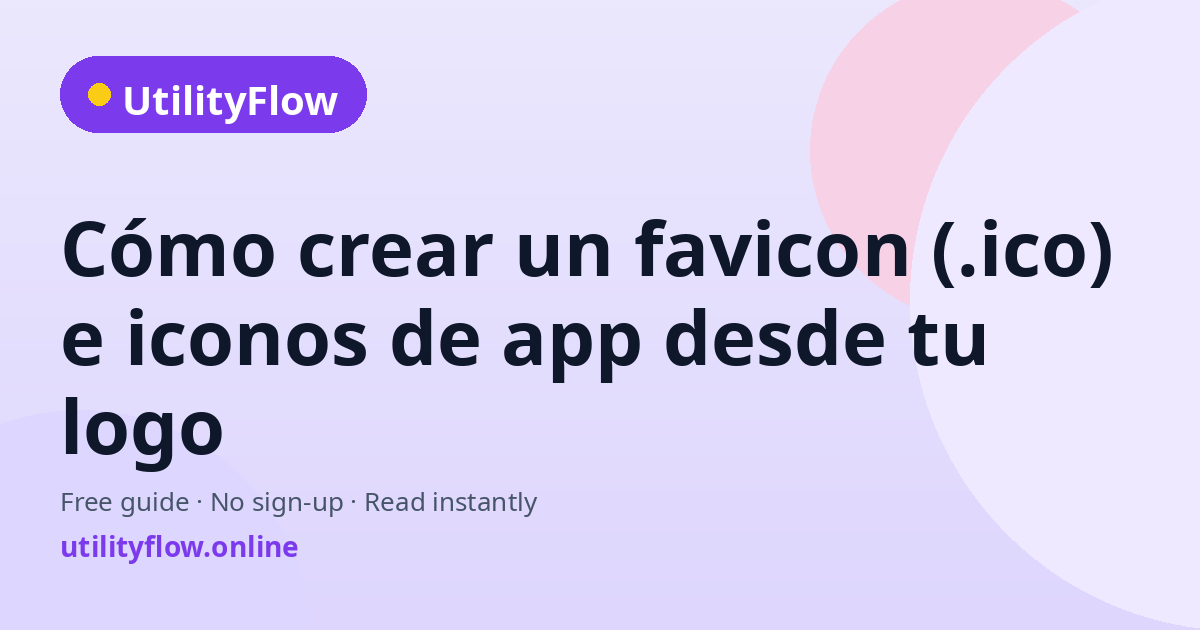 UtilityFlow
Cómo crear un favicon (.ico)
e iconos de app desde tu
logo
Free guide · No sign-up · Read instantly
utilityflow.online